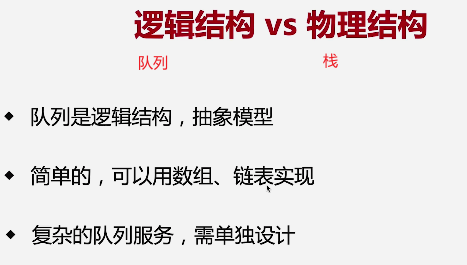 逻辑结构 vs 物理结构
队列 栈
◆ 队列是逻辑结构，抽象模型
◆ 简单的，可以用数组、链表实现
◆ 复杂的队列服务，需单独设计